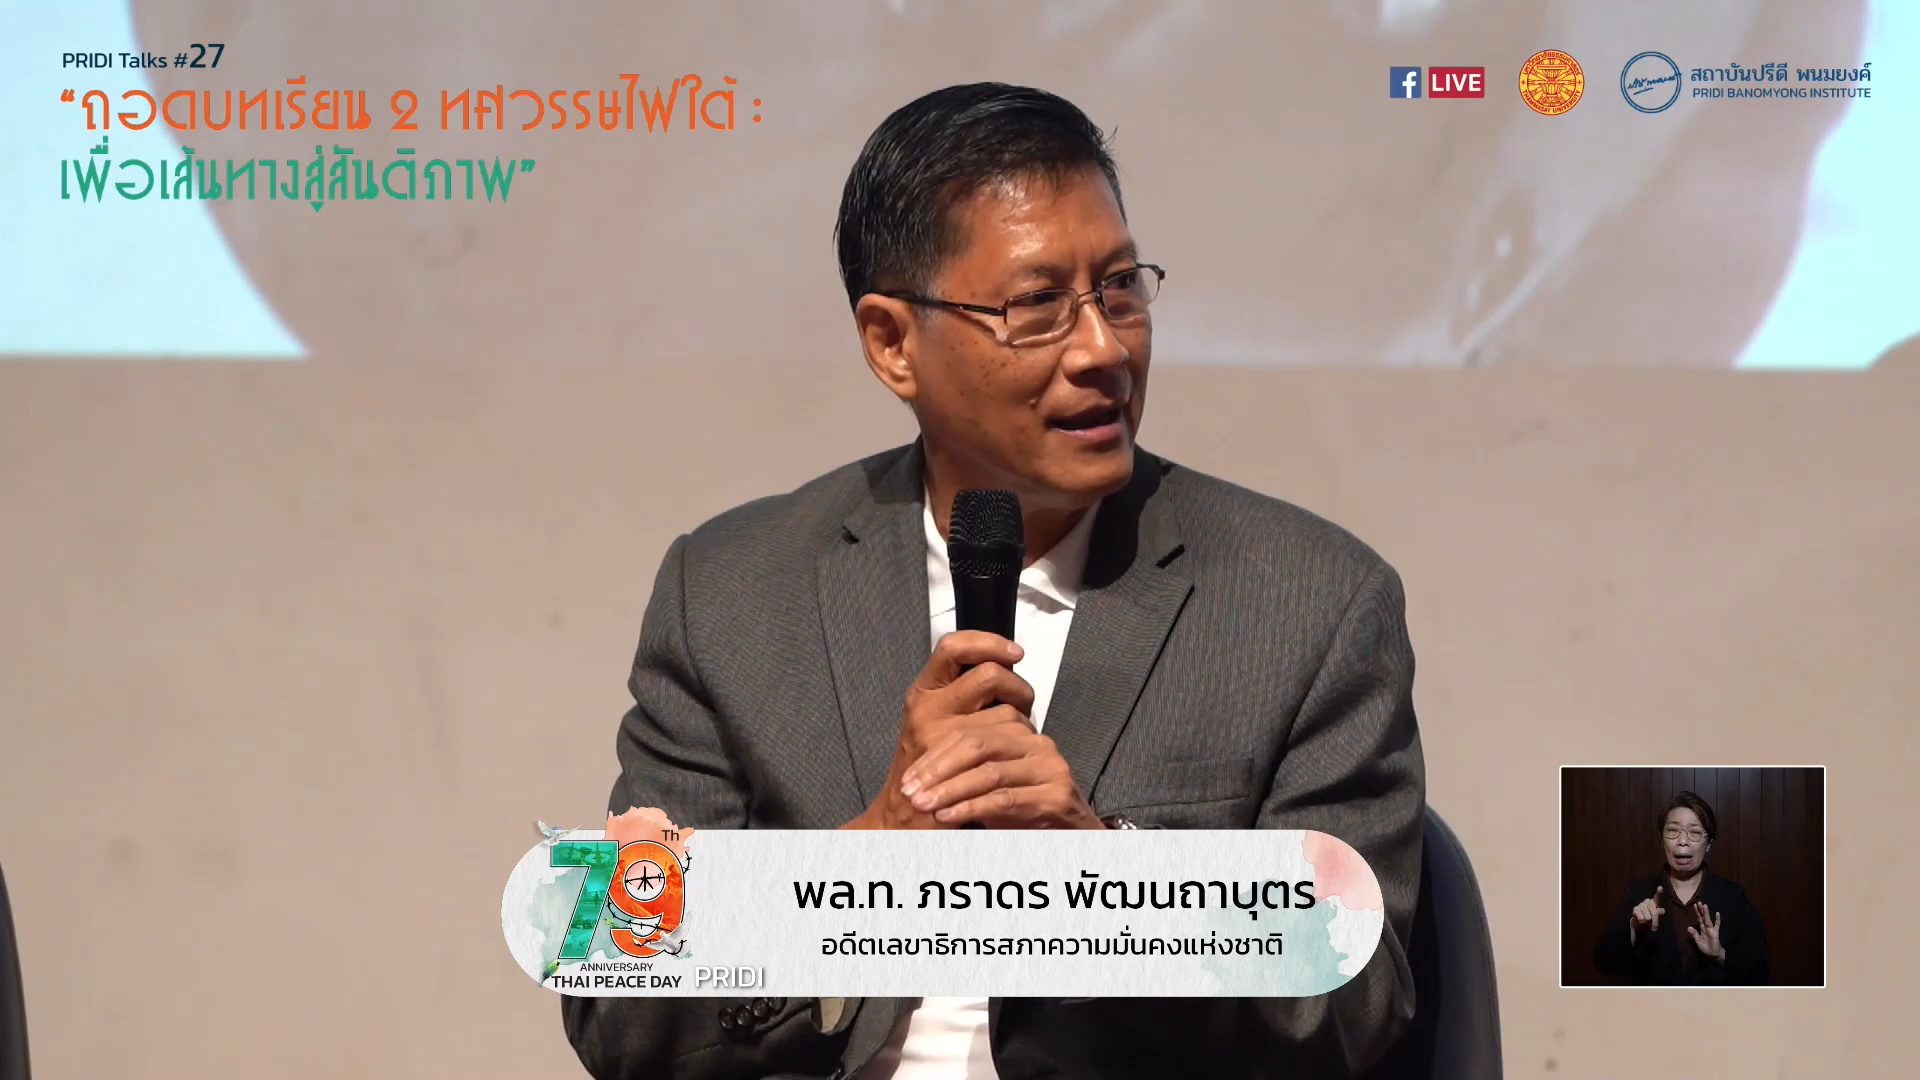 PRIDI Talks #27
“ถอดบทเรียน 2 ทศวรรษไฟใต้ :
เพื่อเส้นทางสู่สันติภาพ”
f LIVE
THAMMASAT UNIVERSITY
สถาบันปรีดี พนมยงค์
PRIDI BANOMYONG INSTITUTE
79Th
ANNIVERSARY
THAI PEACE DAY
PRIDI
พล.ท. ภราดร พัฒนถาบุตร
อดีตเลขาธิการสภาความมั่นคงแห่งชาติ